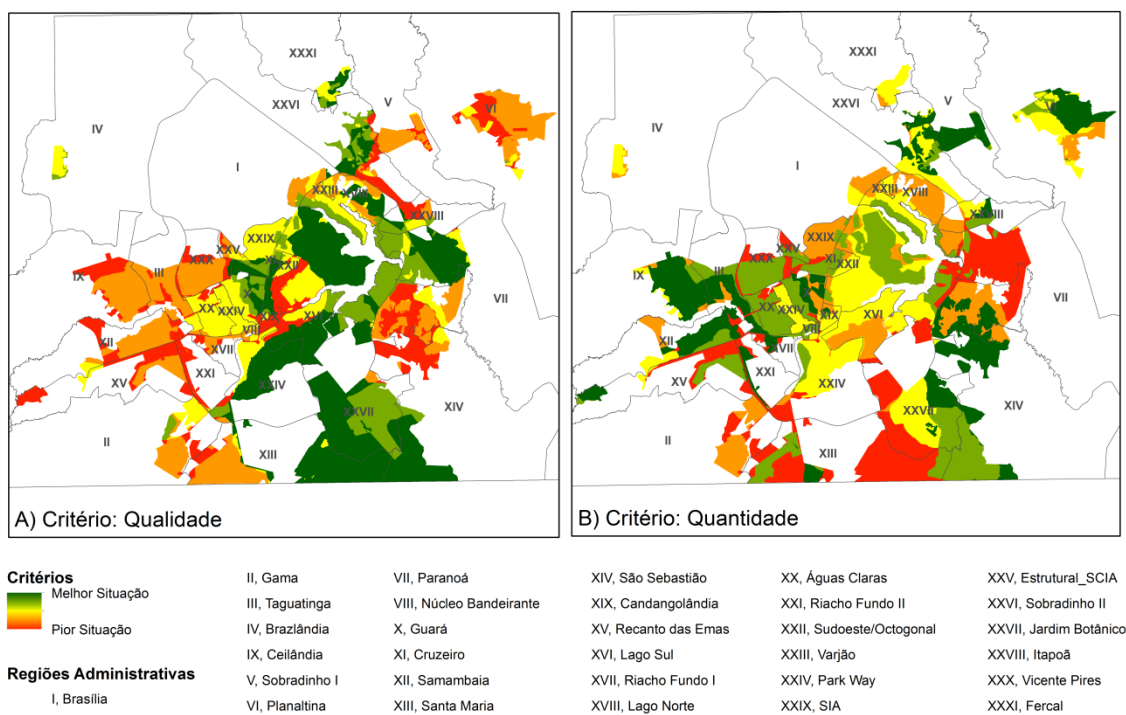 XXXI
XXVI
V
VI
IV
I
XXIII
XXVIII
XXIX
XXV
XI
XXII
XXX
IX
III
VII
X
XX
XXIV
VIII
XII
XVII
XXI
XV
XXIV
XXVII
XIV
II
XIII
A) Critério: Qualidade
XXXI
XXVI
V
IV
I
XXIII
XVIII
XXVIII
XXIX
XXV
XI
XXII
XXX
IX
III
VII
XX
XXIV
XIX
XVI
VIII
XII
XVII
XXI
XV
XXIV
XXVII
XIV
II
XIII
B) Critério: Quantidade
Critérios
Melhor Situação
Pior Situação
Regiões Administrativas
I, Brasília
II, Gama
III, Taguatinga
IV, Brazlândia
IX, Ceilândia
V, Sobradinho I
VI, Planaltina
VII, Paranoá
VIII, Núcleo Bandeirante
X, Guará
XI, Cruzeiro
XII, Samambaia
XIII, Santa Maria
XIV, São Sebastião
XIX, Candangolândia
XV, Recanto das Emas
XVI, Lago Sul
XVII, Riacho Fundo I
XVIII, Lago Norte
XX, Águas Claras
XXI, Riacho Fundo II
XXII, Sudoeste/Octogonal
XXIII, Varjão
XXIV, Park Way
XXIX, SIA
XXV, Estrutural_SCIA
XXVI, Sobradinho II
XXVII, Jardim Botânico
XXVIII, Itapoã
XXX, Vicente Pires
XXXI, Fercal